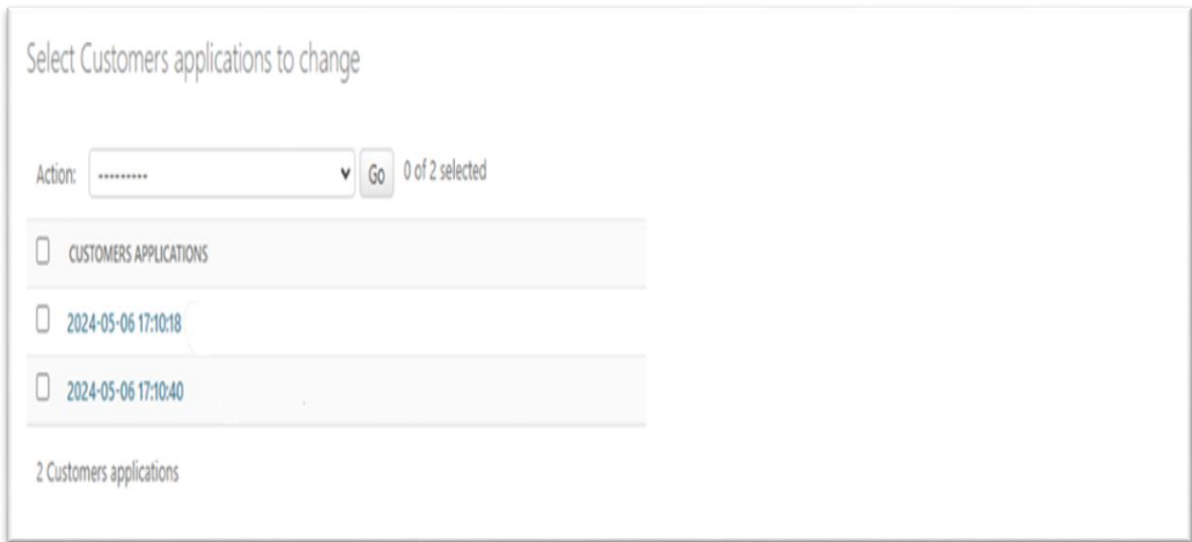 Select Customers applications to change
Action: --------- Go 0 of 2 selected
CUSTOMERS APPLICATIONS
2024-05-06 17:10:18
2024-05-06 17:10:40
2 Customers applications